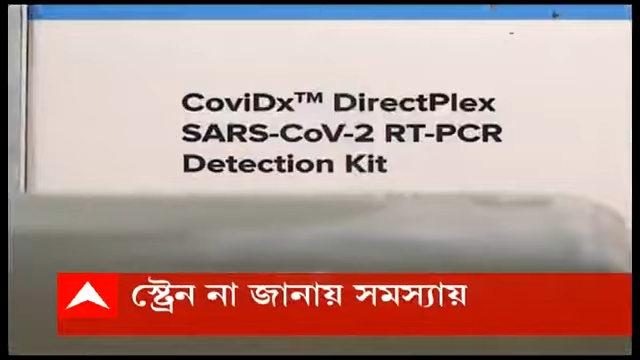 CoviDx™ DirectPlex
SARS-CoV-2 RT-PCR
Detection Kit
স্ট্রেন না জানায় সমস্যায়